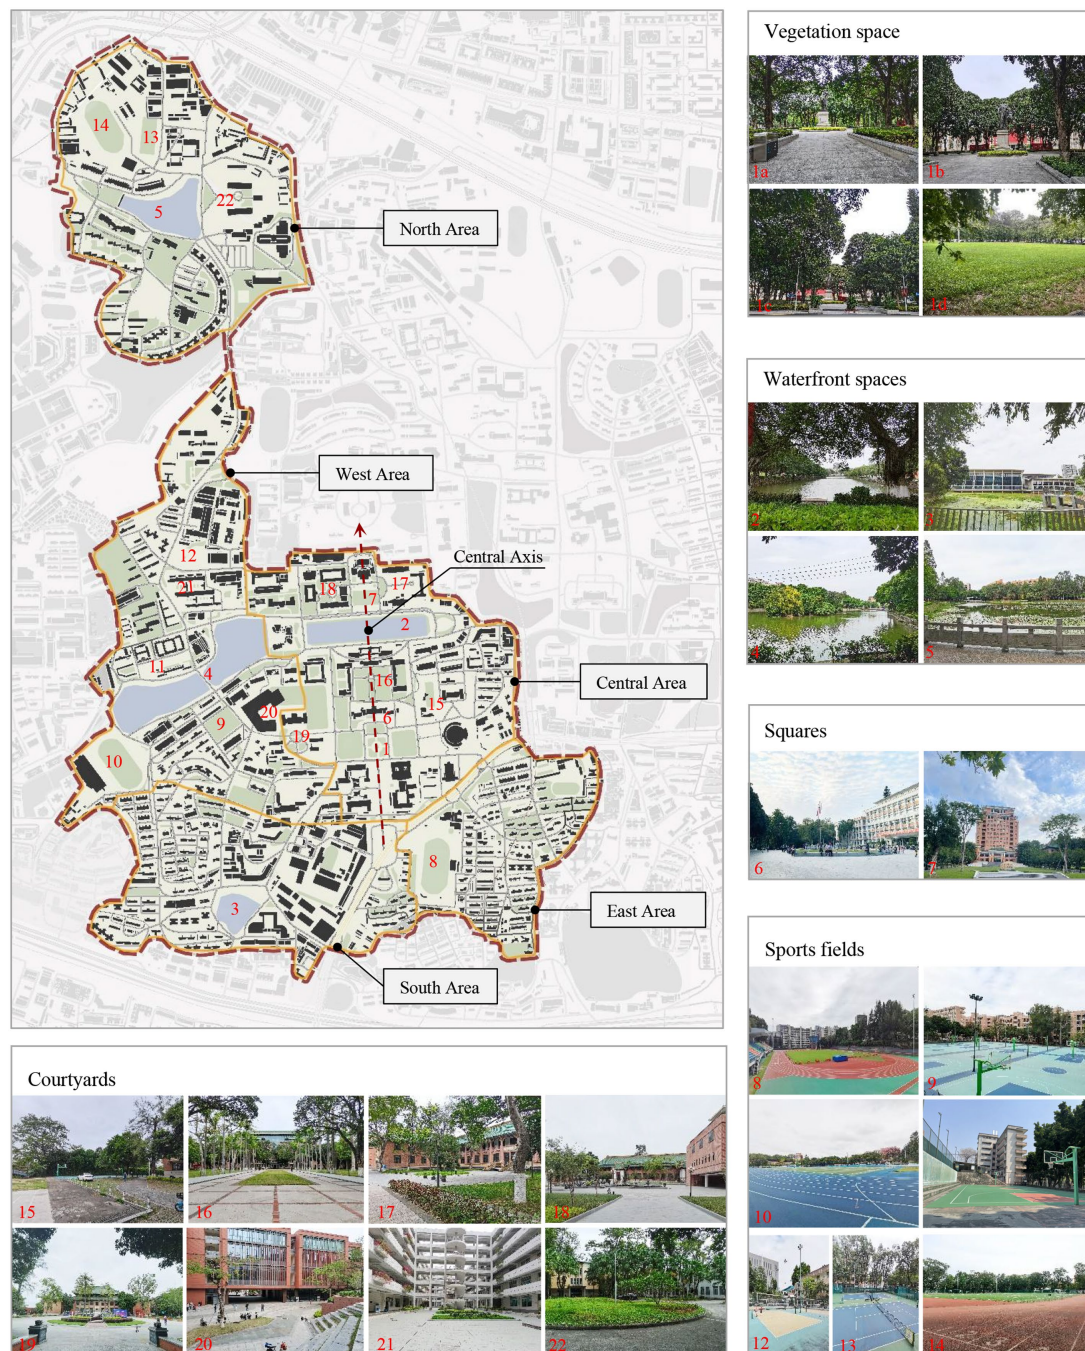 Vegetation space
1a
1b
1c
1d
14
13
5
22
North Area
West Area
12
21
Central Axis
18
17
7
2
11
4
16
Central Area
15
20
9
6
19
1
10
8
3
East Area
South Area
Waterfront spaces
2
3
4
5
Squares
6
7
Sports fields
8
9
10
12
13
14
Courtyards
15
16
17
18
19
20
21
22